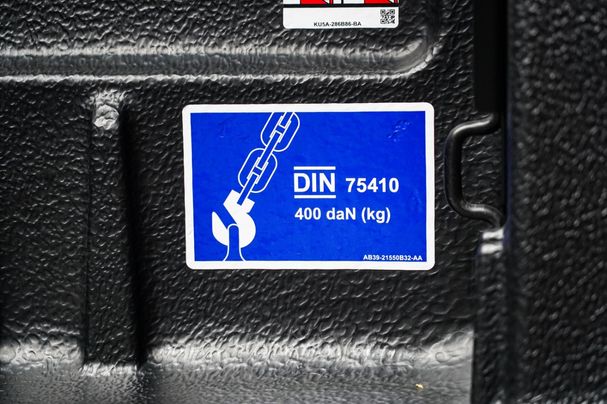 KU5A-286B86-BA
DIN 75410
400 daN (kg)
AB39-21550B32-AA